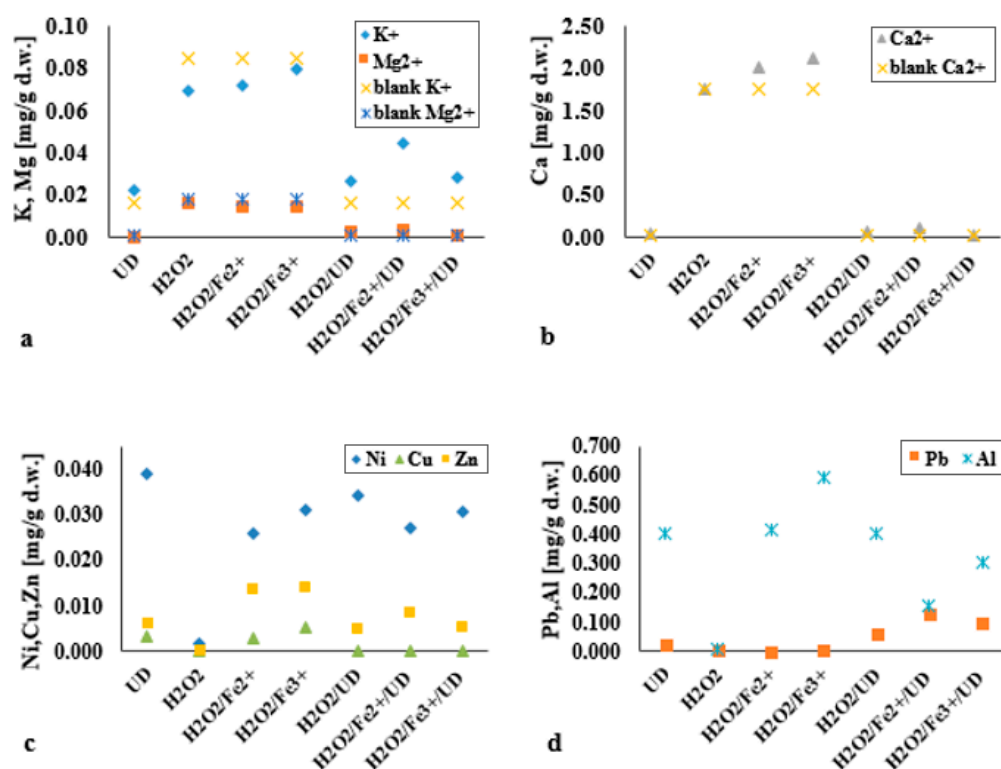 K, Mg [mg/g d.w.]
0.10
0.08
0.06
0.04
0.02
0.00
K+
Mg2+
blank K+
blank Mg2+
UD
H2O2
H2O2/Fe2+
H2O2/Fe3+
H2O2/UD
H2O2/Fe2+/UD
H2O2/Fe3+/UD
a
Ca [mg/g d.w.]
2.50
2.00
1.50
1.00
0.50
0.00
Ca2+
blank Ca2+
UD
H2O2
H2O2/Fe2+
H2O2/Fe3+
H2O2/UD
H2O2/Fe2+/UD
H2O2/Fe3+/UD
b
Ni,Cu,Zn [mg/g d.w.]
0.040
0.030
0.020
0.010
0.000
Ni Cu Zn
UD
H2O2
H2O2/Fe2+
H2O2/Fe3+
H2O2/UD
H2O2/Fe2+/UD
H2O2/Fe3+/UD
c
Pb,Al [mg/g d.w.]
0.700
0.600
0.500
0.400
0.300
0.200
0.100
0.000
Pb Al
UD
H2O2
H2O2/Fe2+
H2O2/Fe3+
H2O2/UD
H2O2/Fe2+/UD
H2O2/Fe3+/UD
d